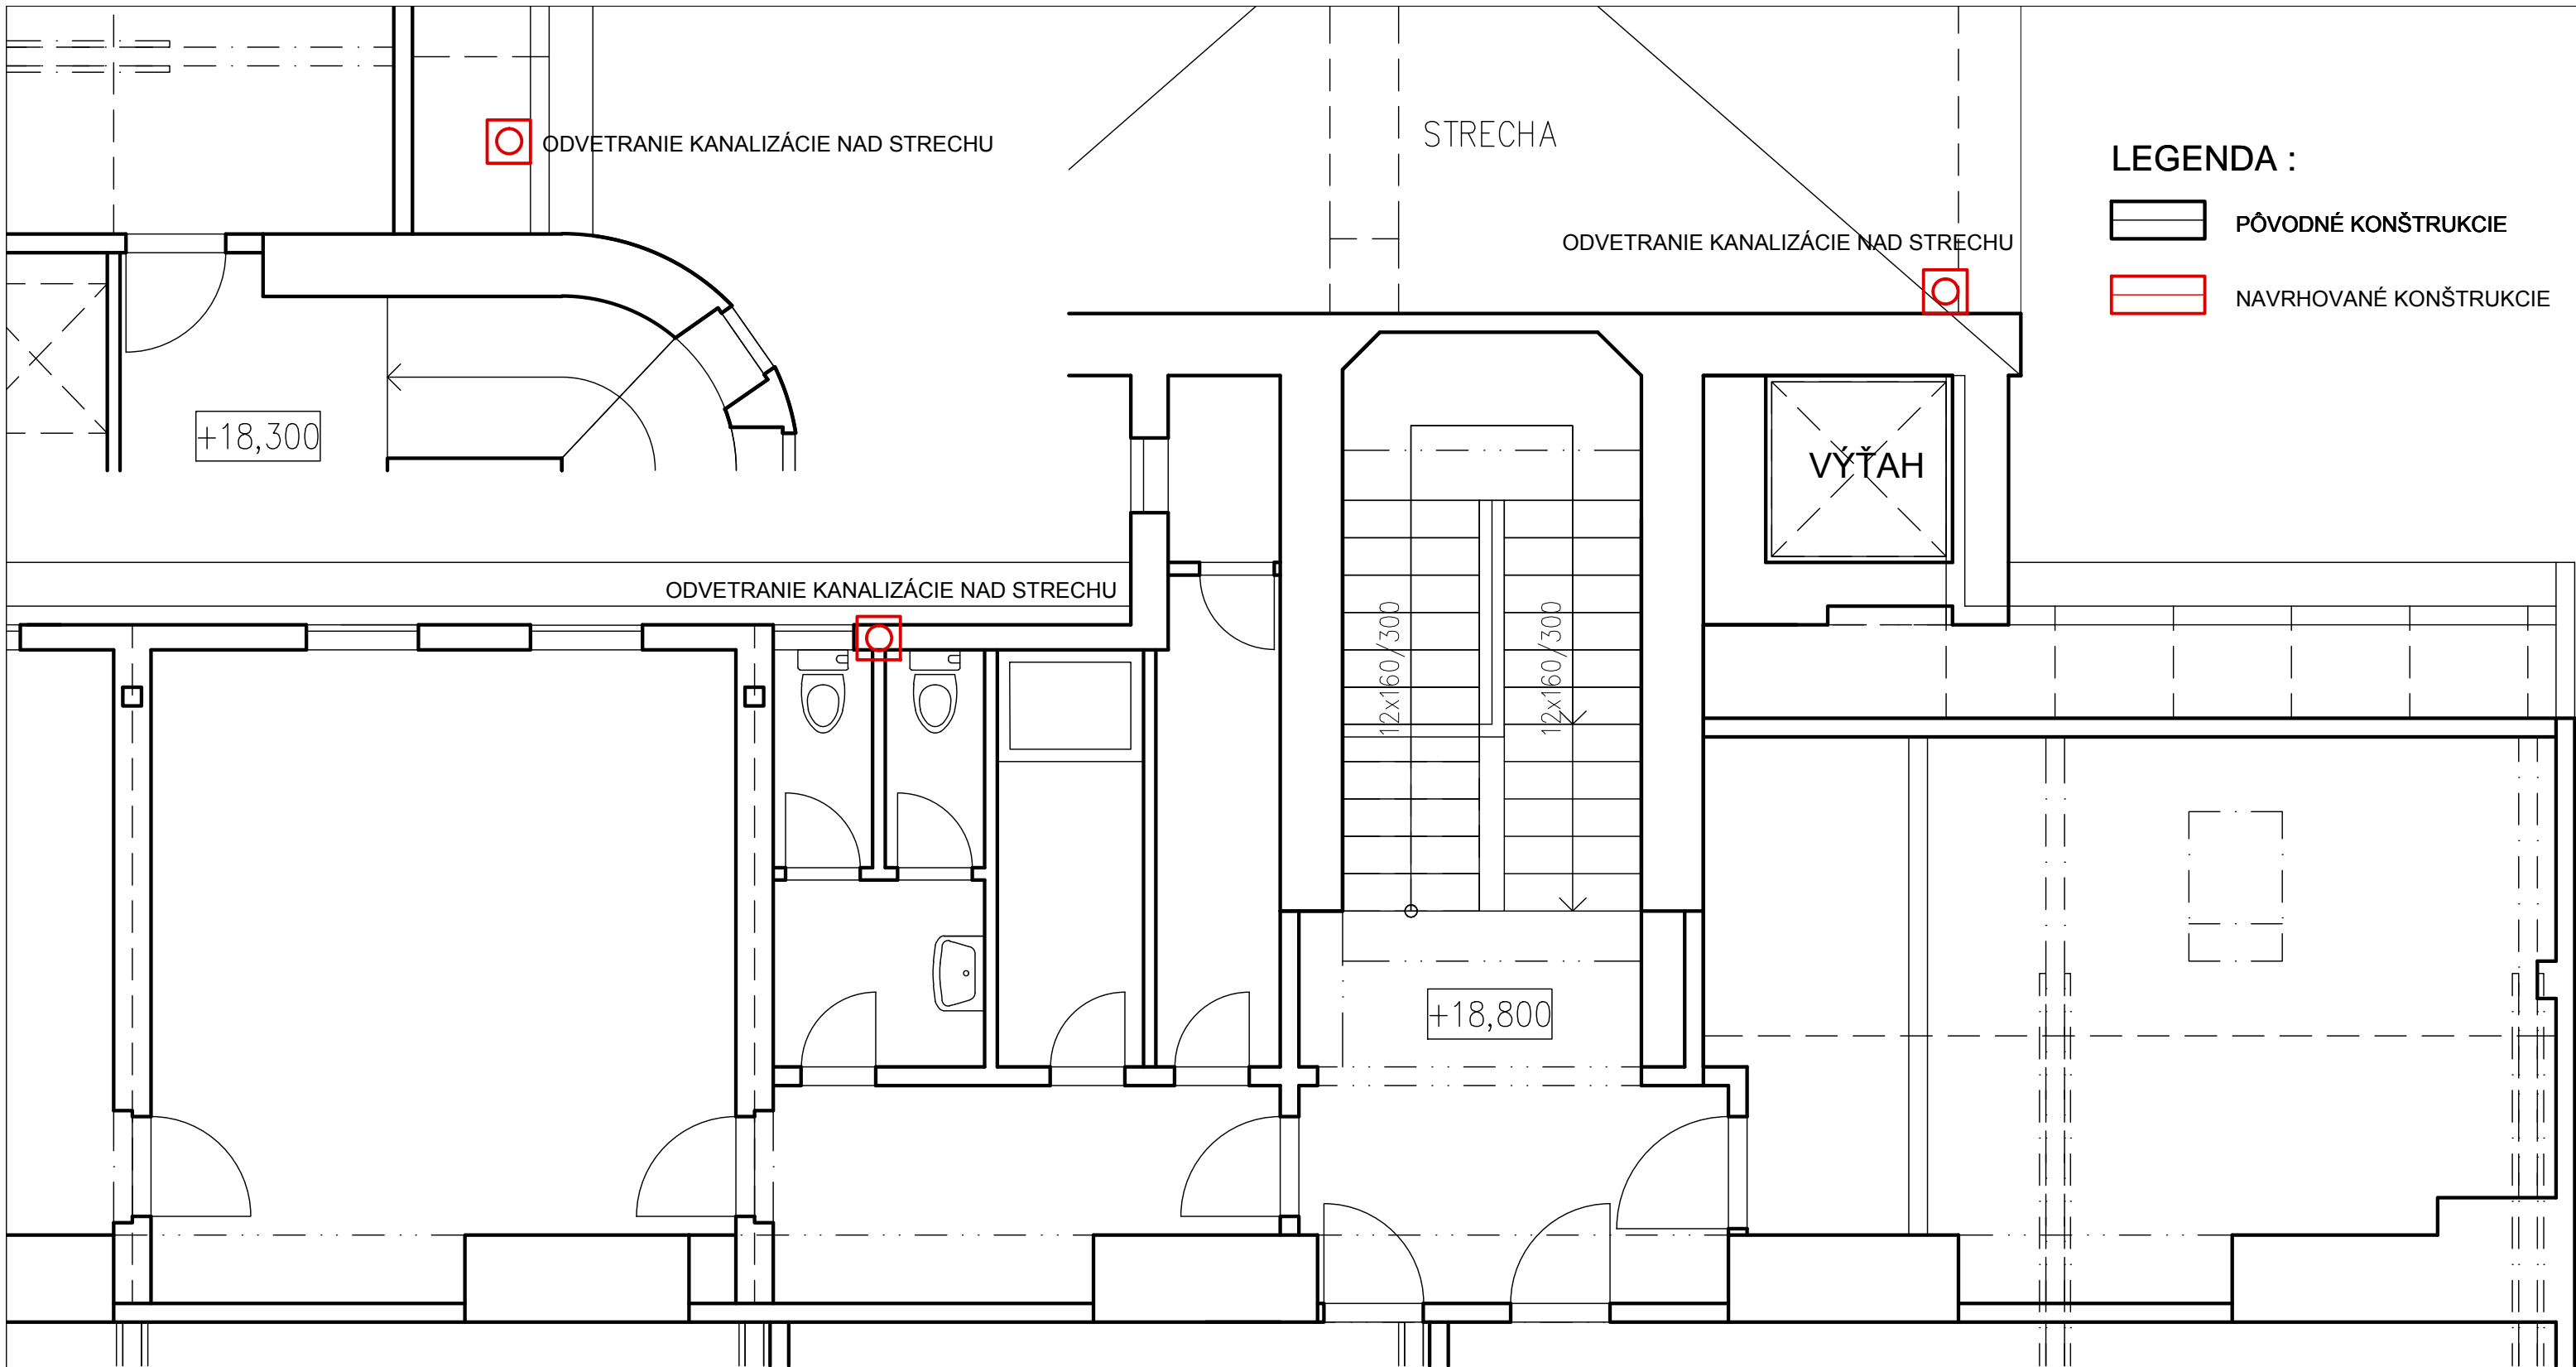 ODVETRANIE KANALIZÁCIE NAD STRECHU
STRECHA
LEGENDA :
PÔVODNÉ KONŠTRUKCIE
ODVETRANIE KANALIZÁCIE NAD STRECHU
NAVRHOVANÉ KONŠTRUKCIE
+18,300
VÝŤAH
ODVETRANIE KANALIZÁCIE NAD STRECHU
12x160/300
12x160/300
+18,800